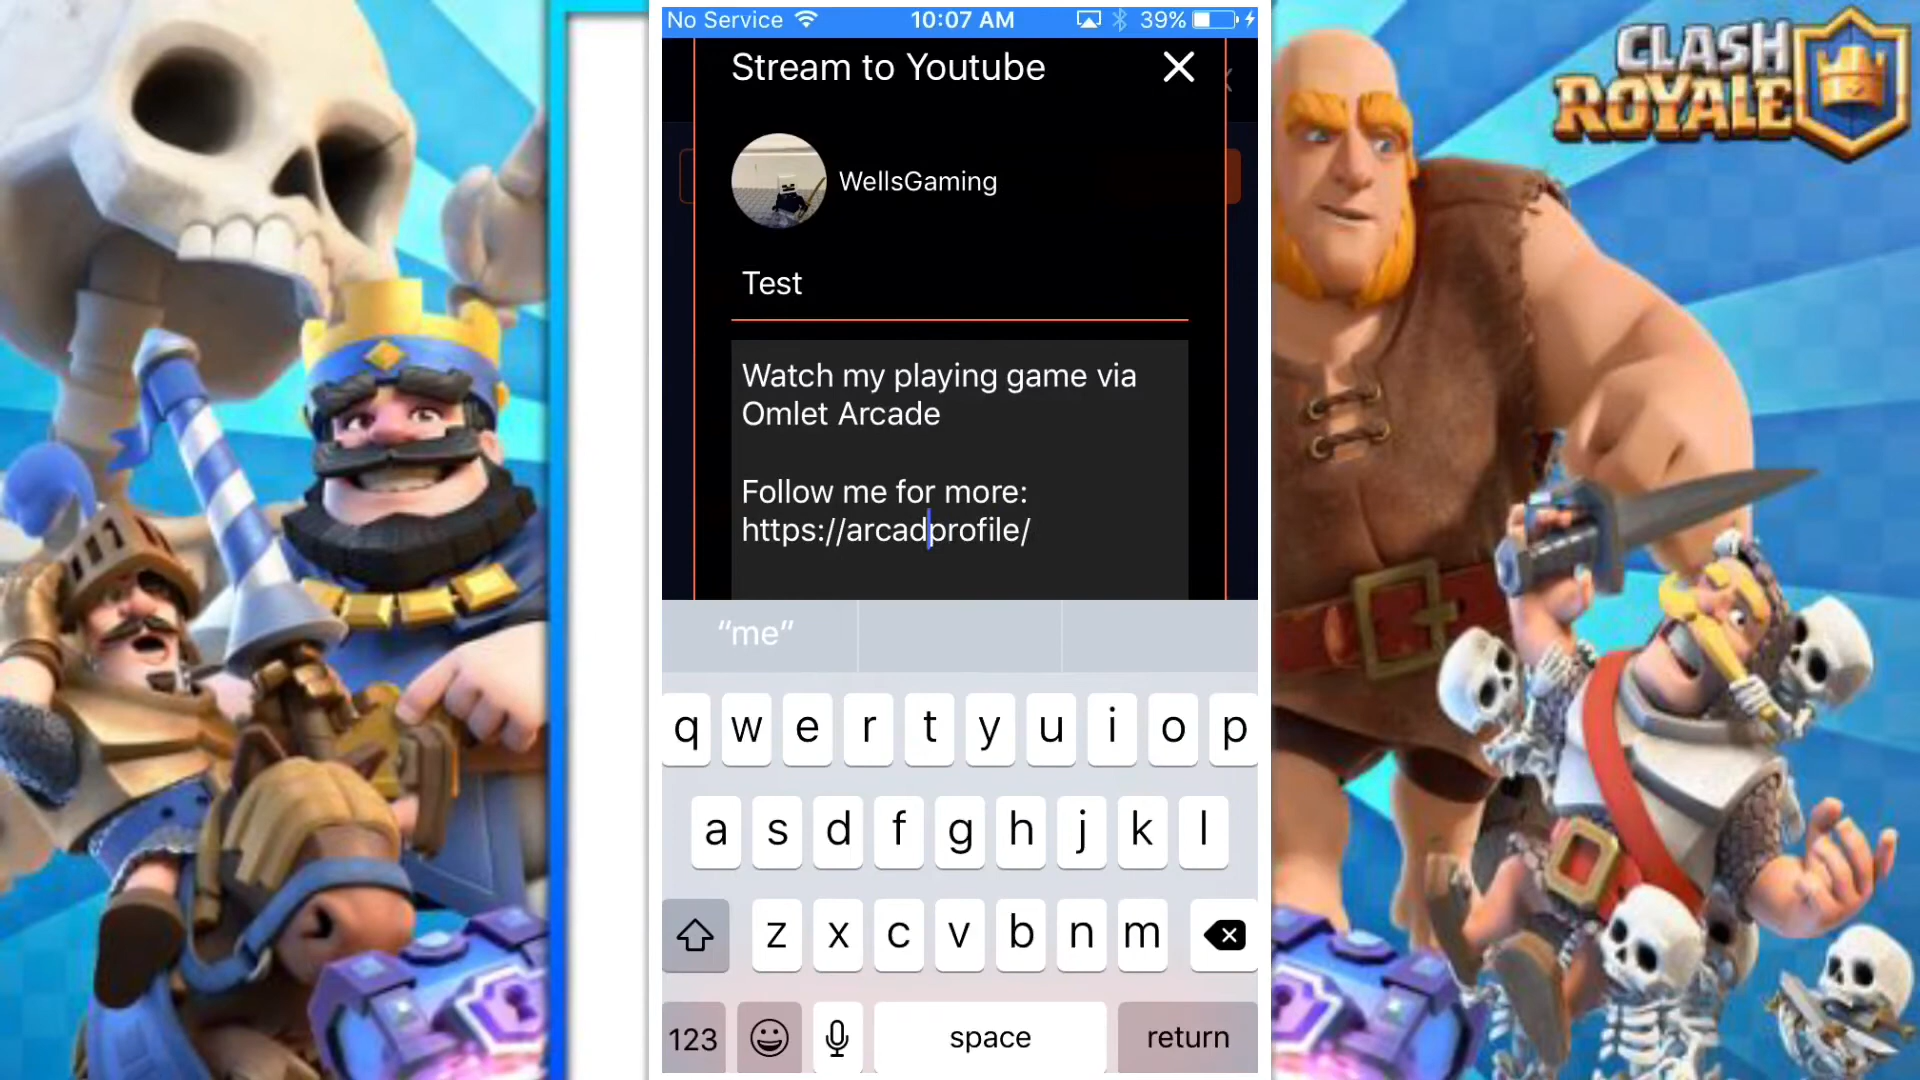 No Service 10:07 AM 39%
CLASH
ROYALE
Stream to Youtube
WellsGaming
Test
Watch my playing game via
Omlet Arcade
Follow me for more:
https://arcadprofile/
“me”
q w e r t y u i o p
a s d f g h j k l
z x c v b n m
123 space return